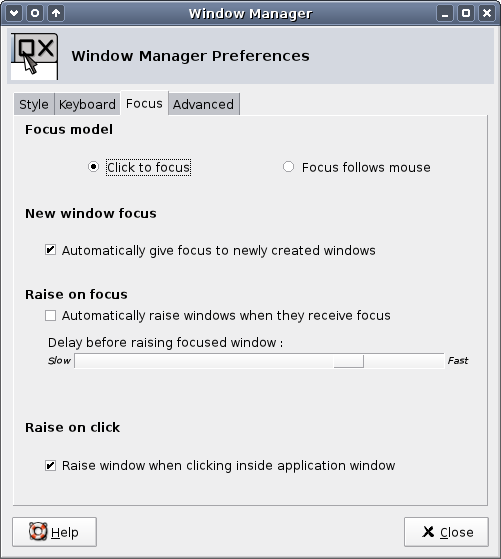 Window Manager
Window Manager Preferences
Style Keyboard Focus Advanced
Focus model
Click to focus Focus follows mouse
New window focus
Automatically give focus to newly created windows
Raise on focus
Automatically raise windows when they receive focus
Delay before raising focused window :
Slow Fast
Raise on click
Raise window when clicking inside application window
Help Close